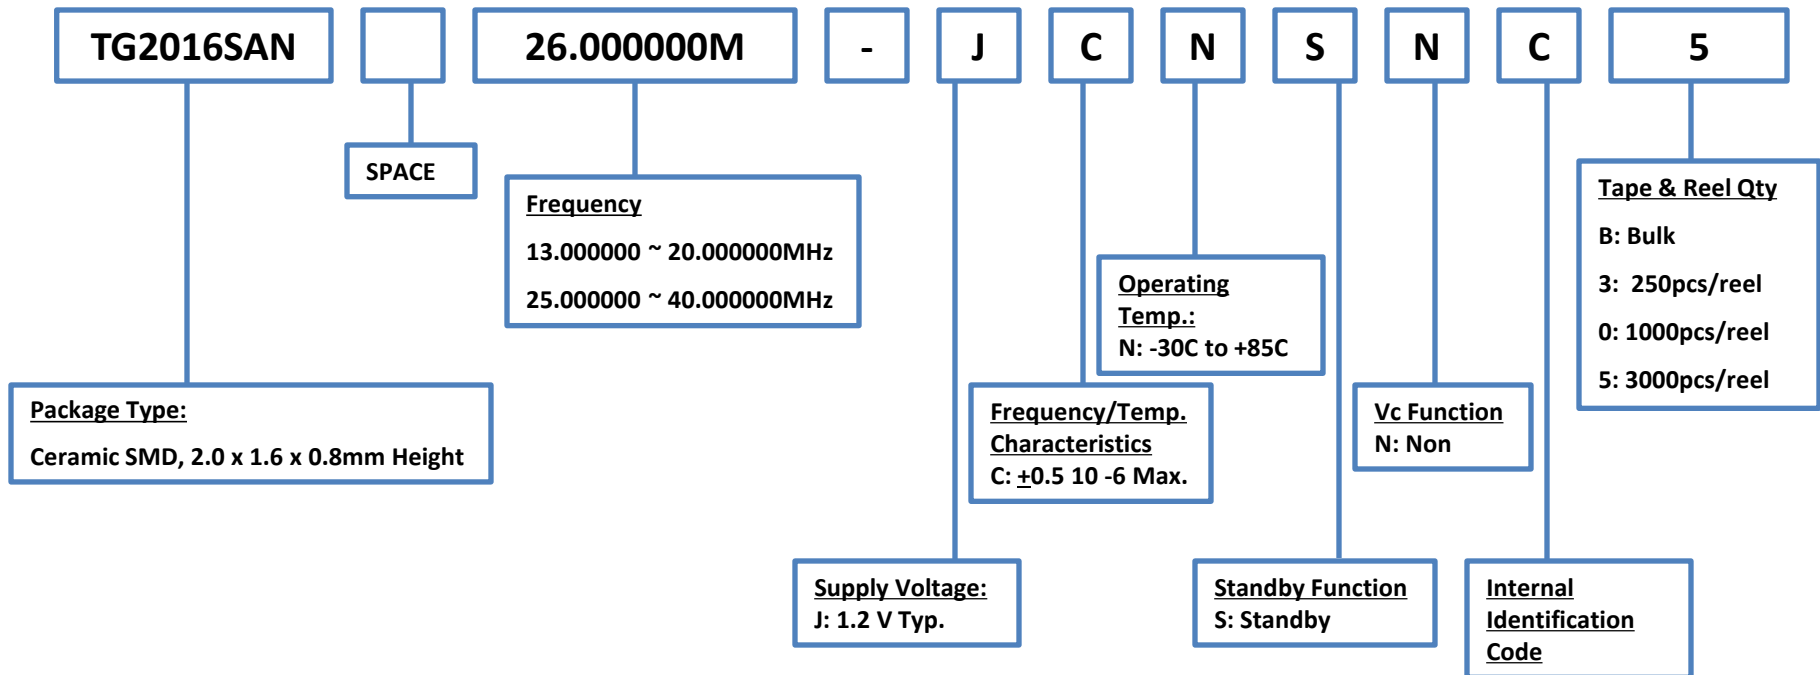 TG2016SAN 26.000000M - J C N S N C 5
SPACE
Frequency
13.000000 ~ 20.000000MHz
25.000000 ~ 40.000000MHz
Tape & Reel Qty
B: Bulk
3: 250pcs/reel
0: 1000pcs/reel
5: 3000pcs/reel
Operating
Temp.:
N: -30C to +85C
Package Type:
Ceramic SMD, 2.0 x 1.6 x 0.8mm Height
Frequency/Temp.
Characteristics
C: ±0.5 10 -6 Max.
Vc Function
N: Non
Supply Voltage:
J: 1.2 V Typ.
Standby Function
S: Standby
Internal
Identification
Code